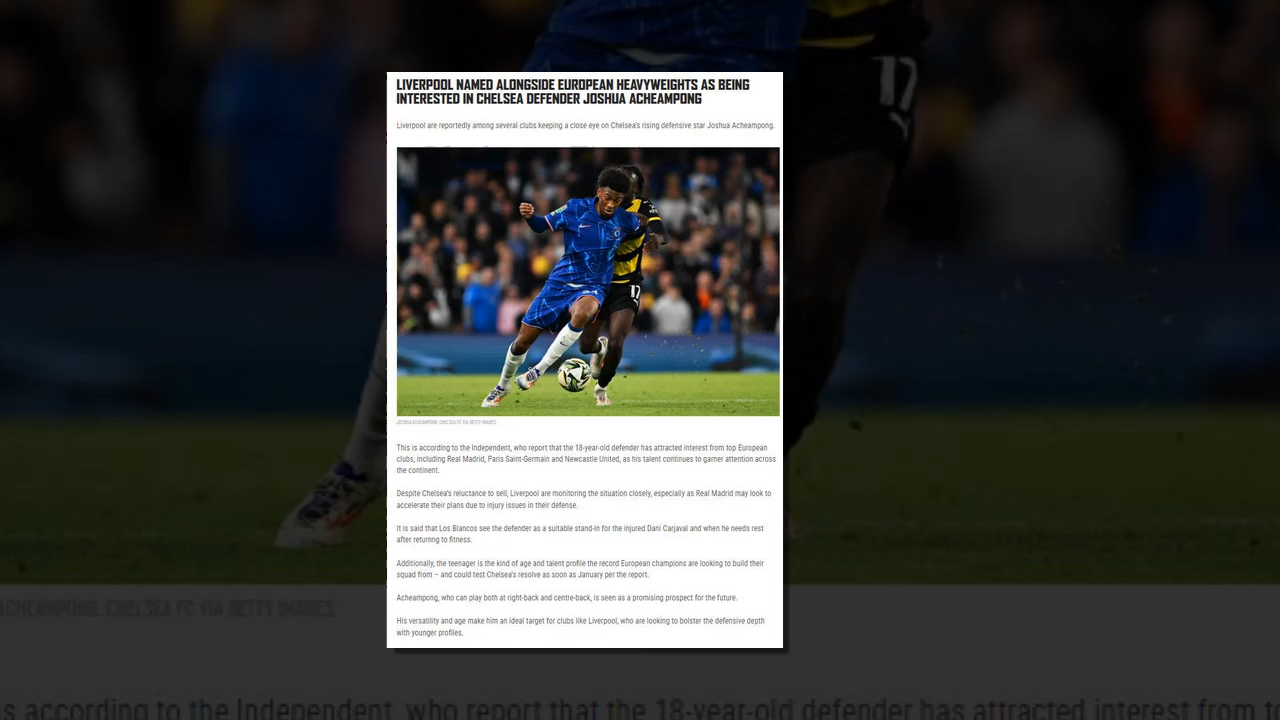 LIVERPOOL NAMED ALONGSIDE EUROPEAN HEAVYWEIGHTS AS BEING
INTERESTED IN CHELSEA DEFENDER JOSHUA ACHEAMPONG
Liverpool are reportedly among several clubs keeping a close eye on Chelsea's rising defensive star Joshua Acheampong.
17
JOSHUA ACHEAMPONG. CHELSEA FC VIA GETTY IMAGES.
This is according to the Independent, who report that the 18-year-old defender has attracted interest from top European
clubs, including Real Madrid, Paris Saint-Germain and Newcastle United, as his talent continues to garner attention across
the continent.
Despite Chelsea's reluctance to sell, Liverpool are monitoring the situation closely, especially as Real Madrid may look to
accelerate their plans due to injury issues in their defense.
It is said that Los Blancos see the defender as a suitable stand-in for the injured Dani Carjaval and when he needs rest
after returnng to fitness.
Additionally, the teenager is the kind of age and talent profile the record European champions are looking to build their
squad from – and could test Chelsea's resolve as soon as January per the report.
Acheampong, who can play both at right-back and centre-back, is seen as a promising prospect for the future.
His versatility and age make him an ideal target for clubs like Liverpool, who are looking to bolster the defensive depth
with younger profiles.
17
ACHEAMPONG. CHELSEA FC VIA GETTY IMAGES.
is according to the Independent, who report that the 18-year-old defender has attracted interest from